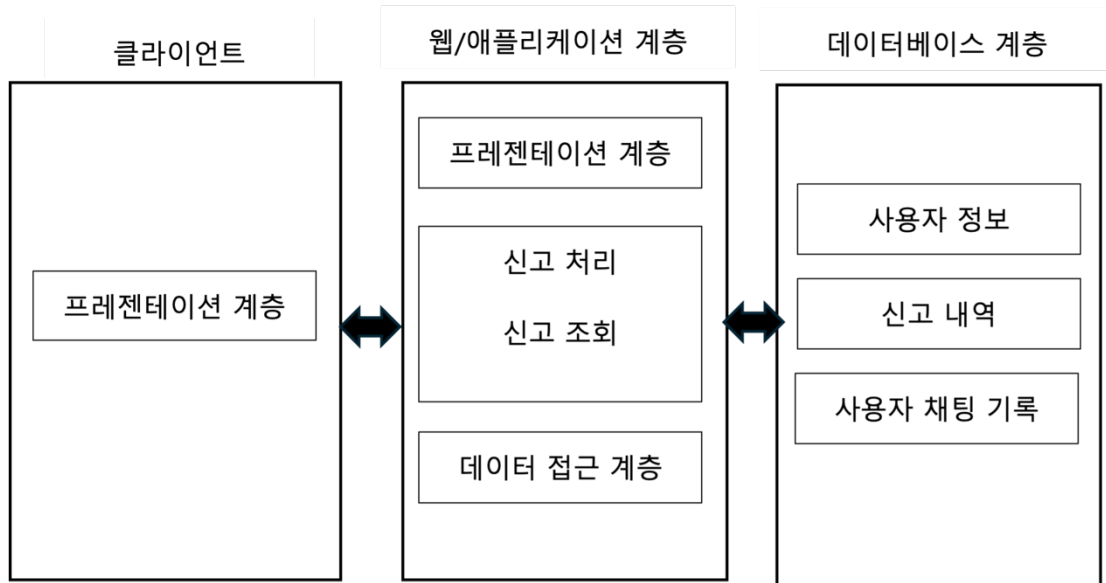 클라이언트
웹/애플리케이션 계층
데이터베이스 계층
프레젠테이션 계층
프레젠테이션 계층
신고 처리
신고 조회
데이터 접근 계층
사용자 정보
신고 내역
사용자 채팅 기록